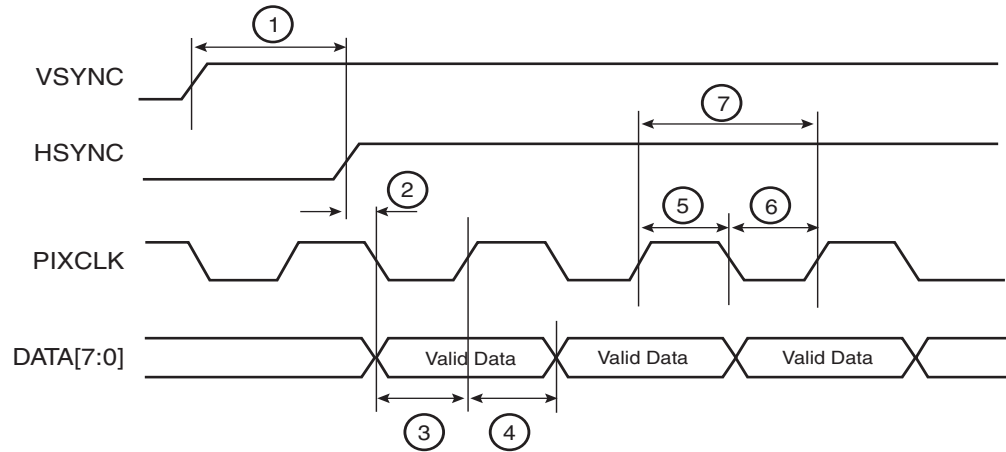 1
VSYNC
7
HSYNC
2
5
6
PIXCLK
DATA[7:0]
Valid Data
Valid Data
Valid Data
3
4